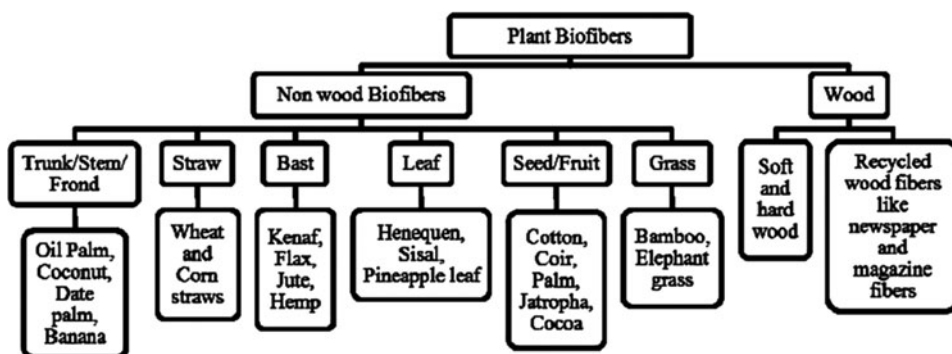 Plant Biofibers
Non wood Biofibers
Wood
Trunk/Stem/
Frond
Straw
Bast
Leaf
Seed/Fruit
Grass
Soft
and
hard
wood
Recycled
wood fibers
like
newspaper
and
magazine
fibers
Oil Palm,
Coconut,
Date
palm,
Banana
Wheat
and
Corn
straws
Kenaf,
Flax,
Jute,
Hemp
Henequen,
Sisal,
Pineapple leaf
Cotton,
Coir,
Palm,
Jatropha,
Cocoa
Bamboo,
Elephant
grass